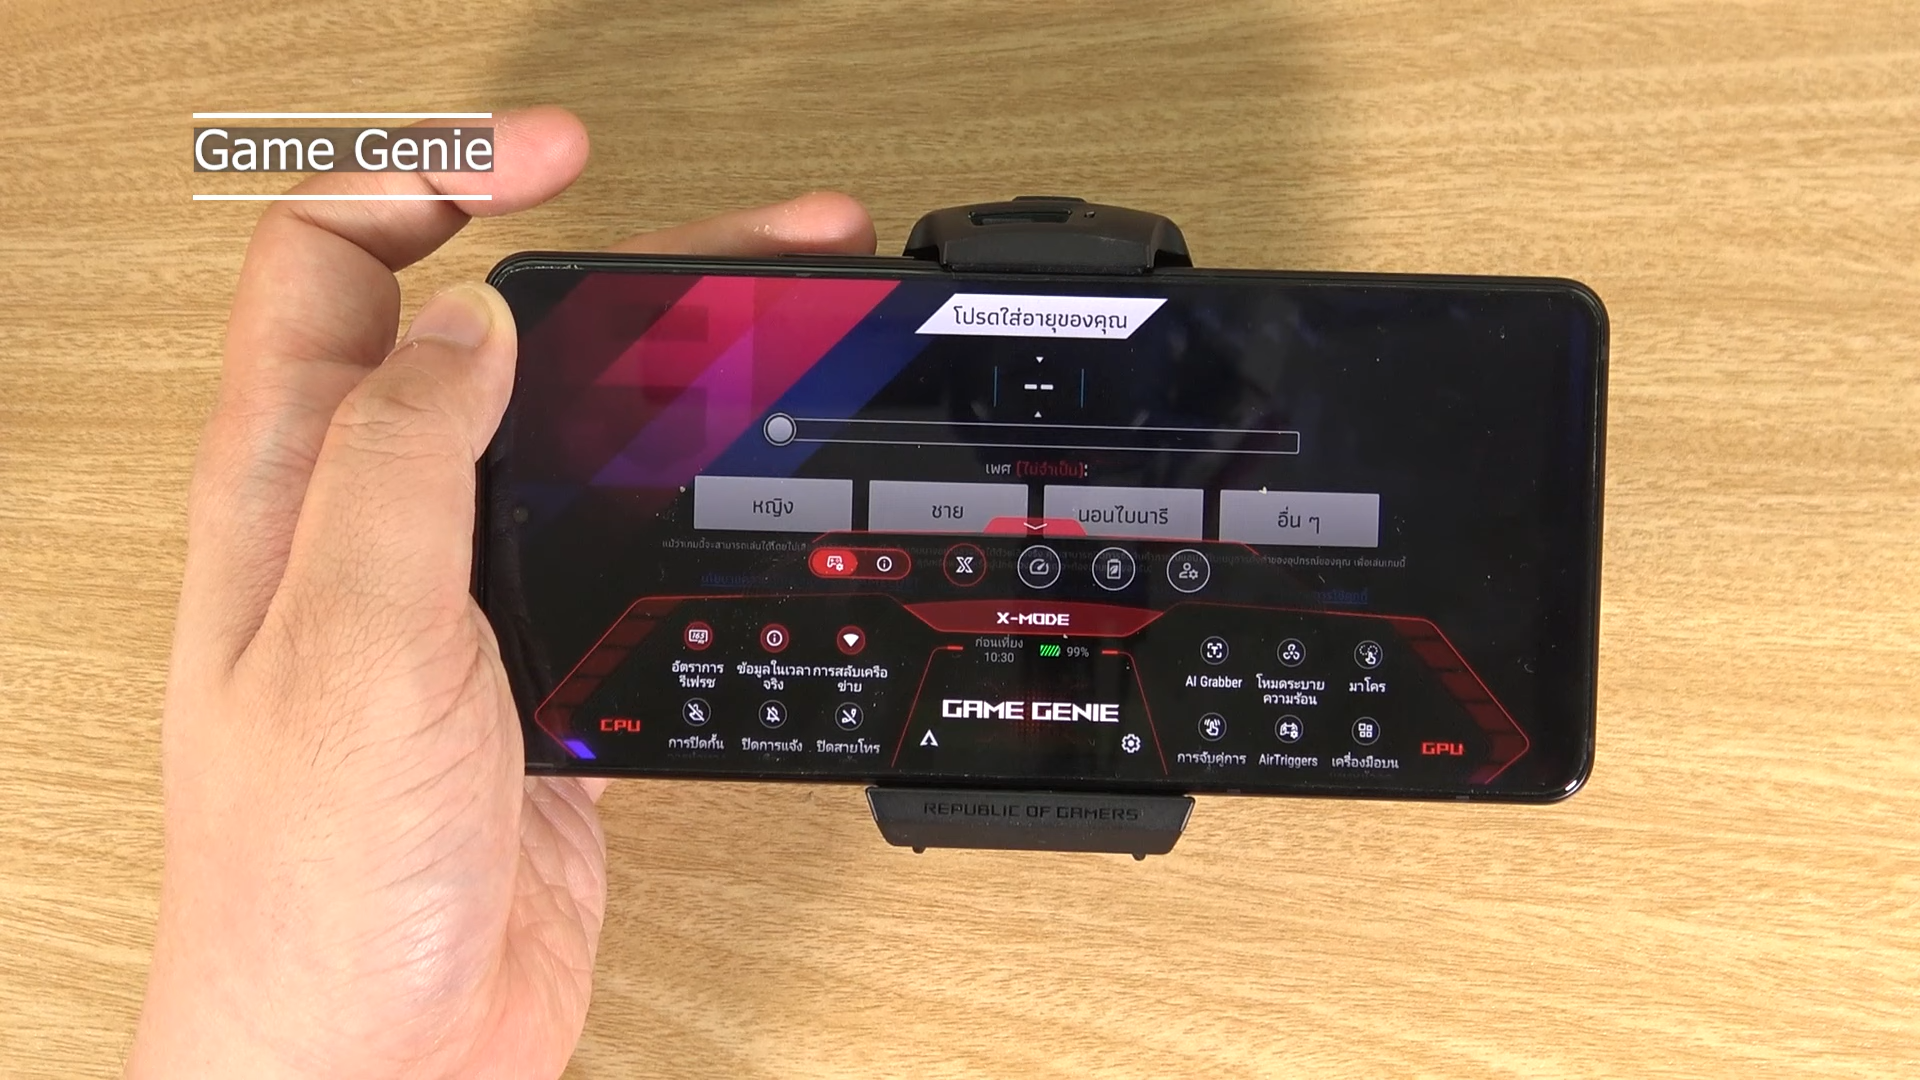 Game Genie
โปรดใส่อายุของคุณ
--
เพศ (ไม่จำเป็น):
หญิง
ชาย
นอนไบนารี
อื่น ๆ
X-MODE
ก่อนเที่ยง
10:30
99%
165
อัตราการ
รีเฟรช
ข้อมูลในเวลา
จริง
การสลับเครือ
ข่าย
AI Grabber
โหมดระบาย
ความร้อน
มาโคร
CPU
การปิดกั้น
ปิดการแจ้ง
ปิดสายโทร
GAME GENIE
การจับคู่การ
AirTriggers
เครื่องมือบน
GPU
REPUBLIC OF GAMERS